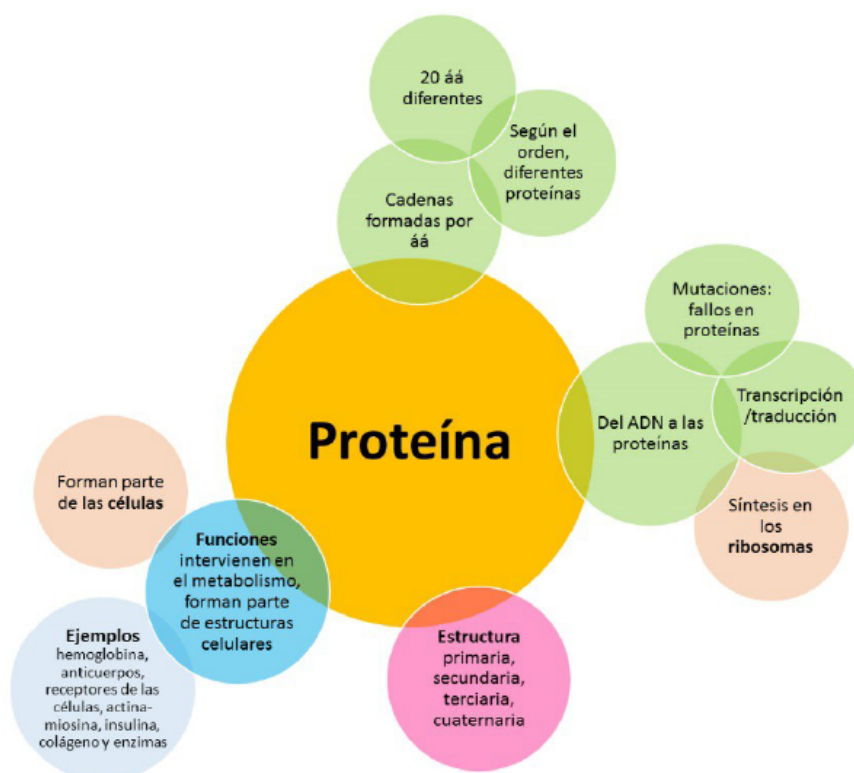 20 áá
diferentes
Según el
orden,
diferentes
proteínas
Cadenas
formadas por
áá
Mutaciones:
fallos en
proteínas
Proteína
Del ADN a las
proteínas
Transcripción
/traducción
Síntesis en
los
ribosomas
Forman parte
de las células
Funciones
intervienen en
el metabolismo,
forman parte
de estructuras
celulares
Ejemplos
hemoglobina,
anticuerpos,
receptores de las
células, actina-
miosina, insulina,
colágeno y enzimas
Estructura
primaria,
secundaria,
terciaria,
cuaternaria